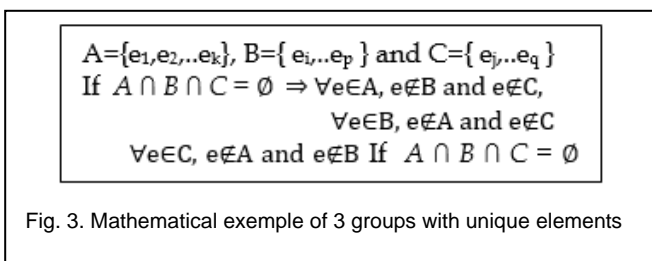 A={e₁,e₂,..eₖ}, B={ eᵢ,..eₚ } and C={ eⱼ,..e_q }
If A ∩ B ∩ C = ∅ ⇒ ∀e∈A, e∉B and e∉C,
∀e∈B, e∉A and e∉C
∀e∈C, e∉A and e∉B If A ∩ B ∩ C = ∅
Fig. 3. Mathematical exemple of 3 groups with unique elements